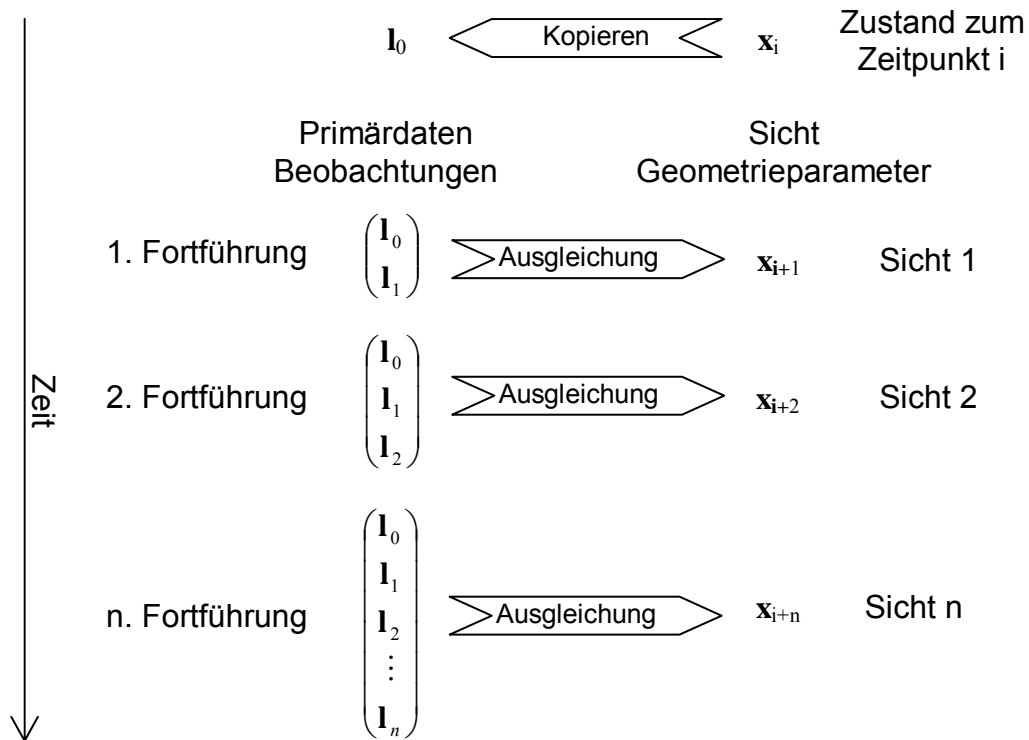 l₀ Kopieren xᵢ Zustand zum
Zeitpunkt i
Primärdaten Sicht
Beobachtungen Geometrieparameter
1. Fortführung (l₀ l₁) Ausgleichung xᵢ₊₁ Sicht 1
2. Fortführung (l₀ l₁ l₂) Ausgleichung xᵢ₊₂ Sicht 2
n. Fortführung (l₀ l₁ l₂ ⋮ lₙ) Ausgleichung xᵢ₊ₙ Sicht n
Zeit